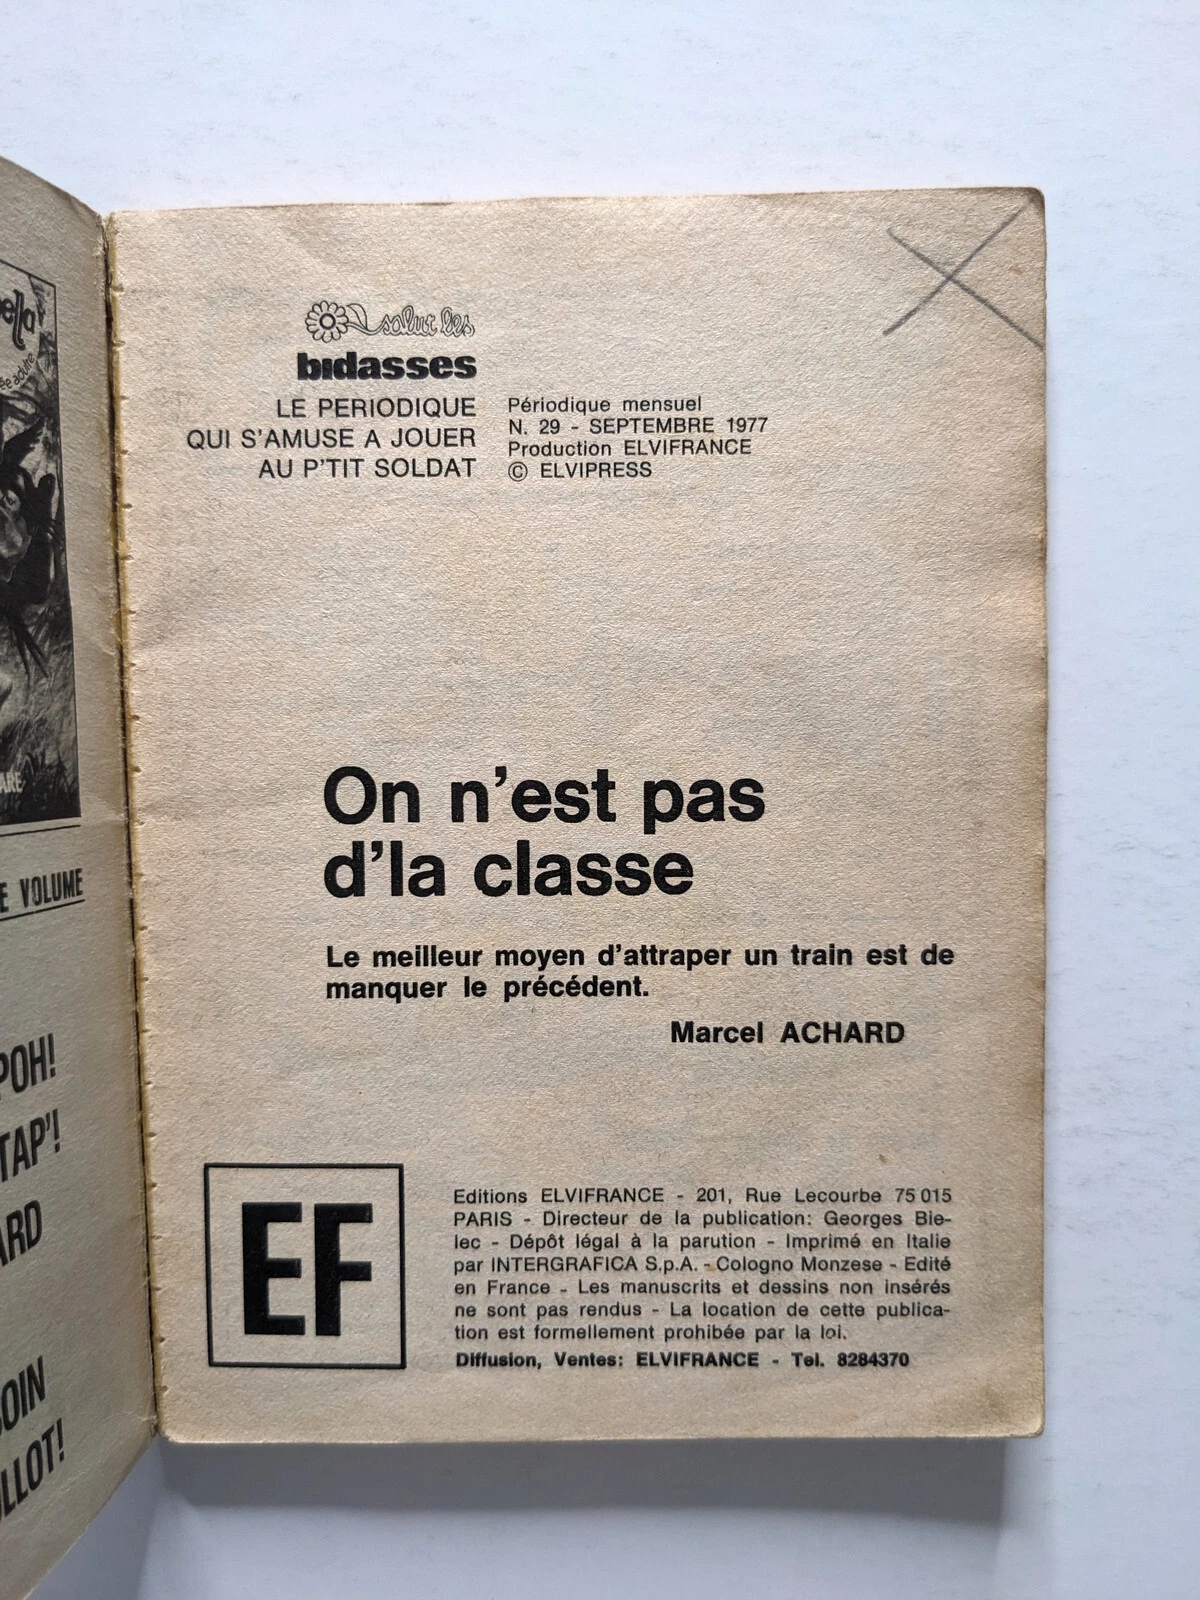 salut les
bidasses
LE PERIODIQUE
QUI S'AMUSE A JOUER
AU P'TIT SOLDAT
Périodique mensuel
N. 29 - SEPTEMBRE 1977
Production ELVIFRANCE
© ELVIPRESS
On n'est pas
d'la classe
Le meilleur moyen d'attraper un train est de
manquer le précédent.
Marcel ACHARD
EF
Editions ELVIFRANCE - 201, Rue Lecourbe 75 015
PARIS - Directeur de la publication: Georges Bie-
lec - Dépôt légal à la parution - Imprimé en Italie
par INTERGRAFICA S.p.A. - Cologno Monzese - Edité
en France - Les manuscrits et dessins non insérés
ne sont pas rendus - La location de cette publica-
tion est formellement prohibée par la loi.
Diffusion, Ventes: ELVIFRANCE - Tel. 8284370
VOLUME